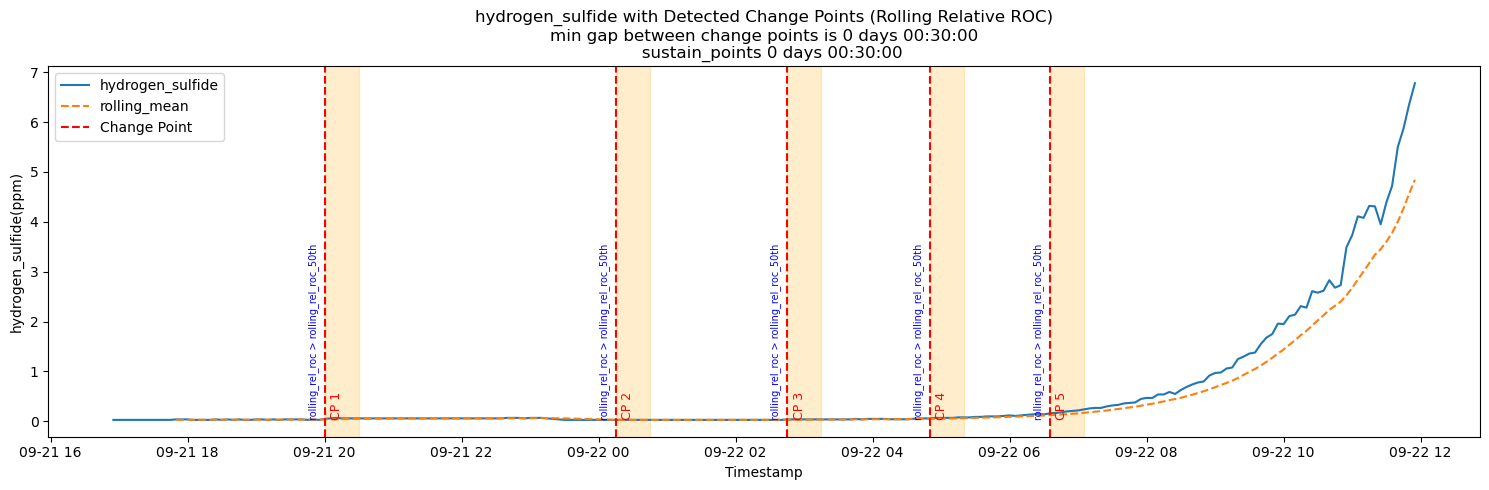 hydrogen_sulfide with Detected Change Points (Rolling Relative ROC)
min gap between change points is 0 days 00:30:00
sustain_points 0 days 00:30:00
hydrogen_sulfide
rolling_mean
Change Point
hydrogen_sulfide(ppm)
7
6
5
4
3
2
1
0
rolling_rel_roc > rolling_rel_roc_50th
CP 1
rolling_rel_roc > rolling_rel_roc_50th
CP 2
rolling_rel_roc > rolling_rel_roc_50th
CP 3
rolling_rel_roc > rolling_rel_roc_50th
CP 4
rolling_rel_roc > rolling_rel_roc_50th
CP 5
09-21 16
09-21 18
09-21 20
09-21 22
09-22 00
09-22 02
09-22 04
09-22 06
09-22 08
09-22 10
09-22 12
Timestamp